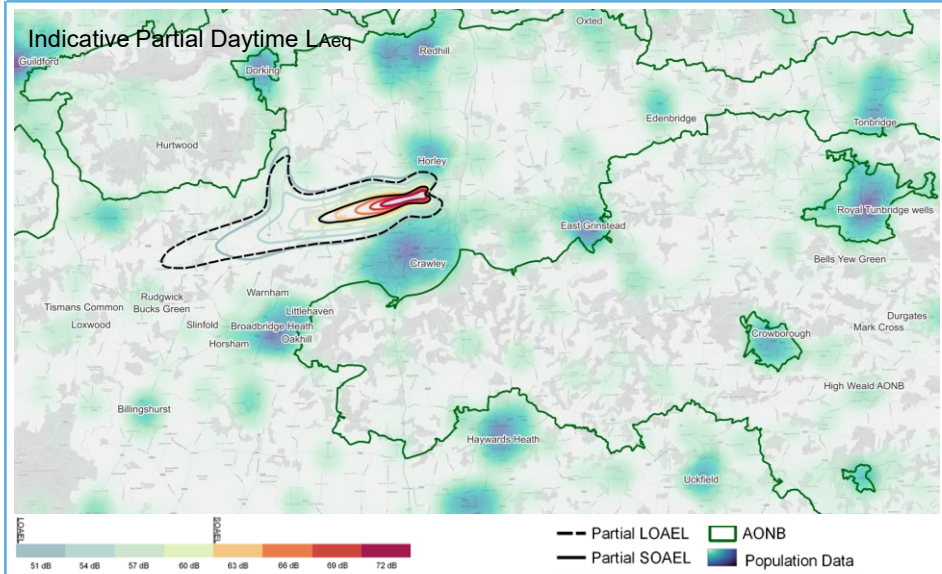 Indicative Partial Daytime LAeq
Oxted
Guildford
Redhill
Dorking
Edenbridge
Tonbridge
Hurtwood
Horley
Royal Tunbridge wells
East Grinstead
Bells Yew Green
Crawley
Warnham
Rudgwick
Tismans Common
Bucks Green
Littlehaven
Durgates
Loxwood
Slinfold
Broadbridge Heath
Mark Cross
Crowborough
Horsham
Oakhill
High Weald AONB
Billingshurst
Haywards Heath
Uckfield
LOAEL
SOAEL
51 dB
54 dB
57 dB
60 dB
63 dB
66 dB
69 dB
72 dB
Partial LOAEL
AONB
Partial SOAEL
Population Data